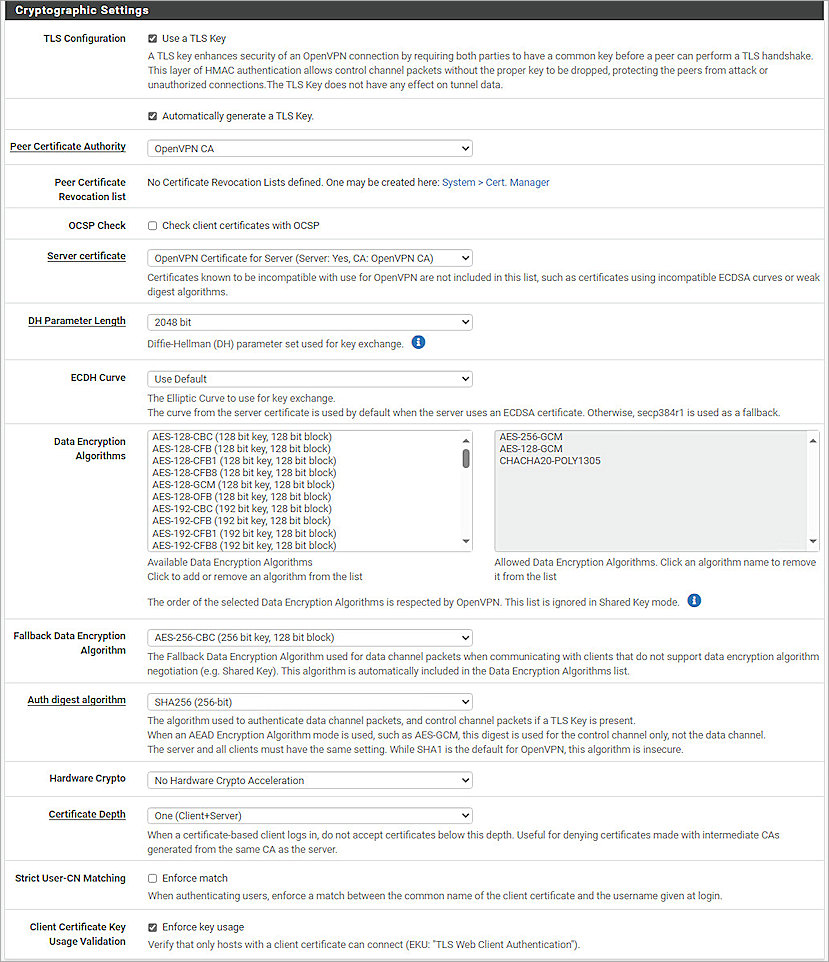 Cryptographic Settings
TLS Configuration
Use a TLS Key
A TLS key enhances security of an OpenVPN connection by requiring both parties to have a common key before a peer can perform a TLS handshake.
This layer of HMAC authentication allows control channel packets without the proper key to be dropped, protecting the peers from attack or
unauthorized connections.The TLS Key does not have any effect on tunnel data.
Automatically generate a TLS Key.
Peer Certificate Authority
OpenVPN CA
Peer Certificate
Revocation list
No Certificate Revocation Lists defined. One may be created here: System > Cert. Manager
OCSP Check
Check client certificates with OCSP
Server certificate
OpenVPN Certificate for Server (Server: Yes, CA: OpenVPN CA)
Certificates known to be incompatible with use for OpenVPN are not included in this list, such as certificates using incompatible ECDSA curves or weak
digest algorithms.
DH Parameter Length
2048 bit
Diffie-Hellman (DH) parameter set used for key exchange.
ECDH Curve
Use Default
The Elliptic Curve to use for key exchange.
The curve from the server certificate is used by default when the server uses an ECDSA certificate. Otherwise, secp384r1 is used as a fallback.
Data Encryption
Algorithms
AES-128-CBC (128 bit key, 128 bit block)
AES-128-CFB (128 bit key, 128 bit block)
AES-128-CFB1 (128 bit key, 128 bit block)
AES-128-CFB8 (128 bit key, 128 bit block)
AES-128-GCM (128 bit key, 128 bit block)
AES-128-OFB (128 bit key, 128 bit block)
AES-192-CBC (192 bit key, 128 bit block)
AES-192-CFB (192 bit key, 128 bit block)
AES-192-CFB1 (192 bit key, 128 bit block)
AES-192-CFB8 (192 bit key, 128 bit block)
AES-256-GCM
AES-128-GCM
CHACHA20-POLY1305
Available Data Encryption Algorithms
Click to add or remove an algorithm from the list
Allowed Data Encryption Algorithms. Click an algorithm name to remove
it from the list
The order of the selected Data Encryption Algorithms is respected by OpenVPN. This list is ignored in Shared Key mode.
Fallback Data Encryption
Algorithm
AES-256-CBC (256 bit key, 128 bit block)
The Fallback Data Encryption Algorithm used for data channel packets when communicating with clients that do not support data encryption algorithm
negotiation (e.g. Shared Key). This algorithm is automatically included in the Data Encryption Algorithms list.
Auth digest algorithm
SHA256 (256-bit)
The algorithm used to authenticate data channel packets, and control channel packets if a TLS Key is present.
When an AEAD Encryption Algorithm mode is used, such as AES-GCM, this digest is used for the control channel only, not the data channel.
The server and all clients must have the same setting. While SHA1 is the default for OpenVPN, this algorithm is insecure.
Hardware Crypto
No Hardware Crypto Acceleration
Certificate Depth
One (Client+Server)
When a certificate-based client logs in, do not accept certificates below this depth. Useful for denying certificates made with intermediate CAs
generated from the same CA as the server.
Strict User-CN Matching
Enforce match
When authenticating users, enforce a match between the common name of the client certificate and the username given at login.
Client Certificate Key
Usage Validation
Enforce key usage
Verify that only hosts with a client certificate can connect (EKU: "TLS Web Client Authentication").